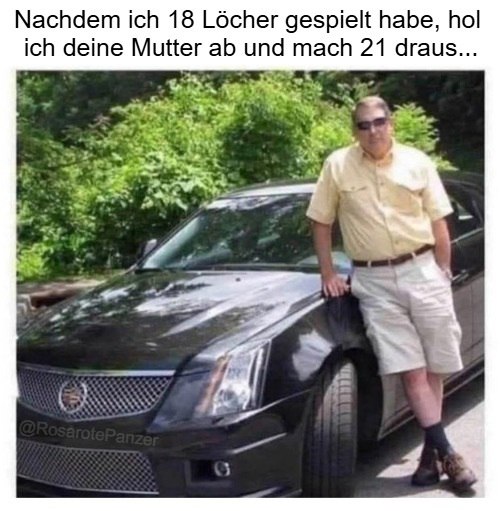 Nachdem ich 18 Löcher gespielt habe, hol
ich deine Mutter ab und mach 21 draus...
@RosarotePanzer